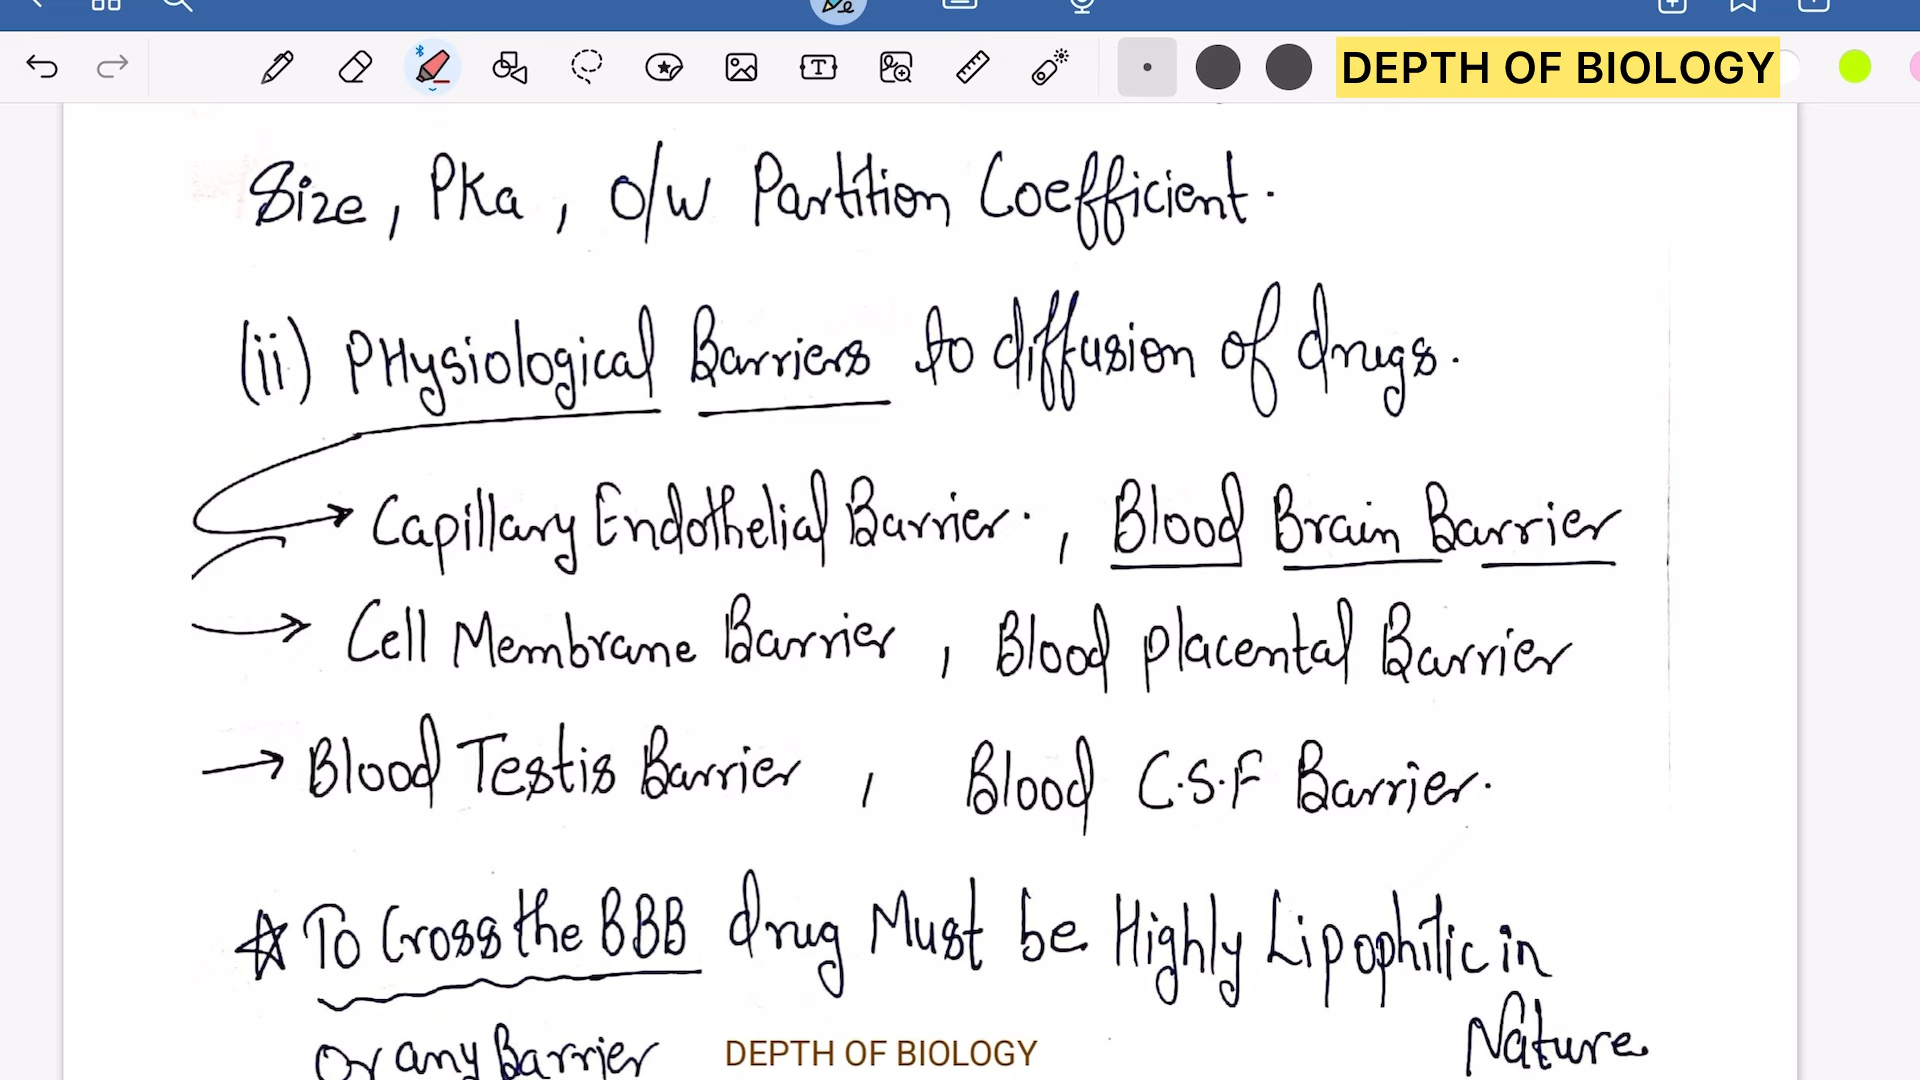 DEPTH OF BIOLOGY
Size, PKa, o/w Partition Coefficient.
(ii) PHysiological Barriers to diffusion of drugs.
→ Capillary Endothelial Barrier., Blood Brain Barrier
→ Cell Membrane Barrier, Blood Placental Barrier
→ Blood Testis Barrier, Blood C.S.F Barrier.
☆ To Cross the BBB drug Must be Highly Lipophilic in
Nature.
or any Barrier
DEPTH OF BIOLOGY